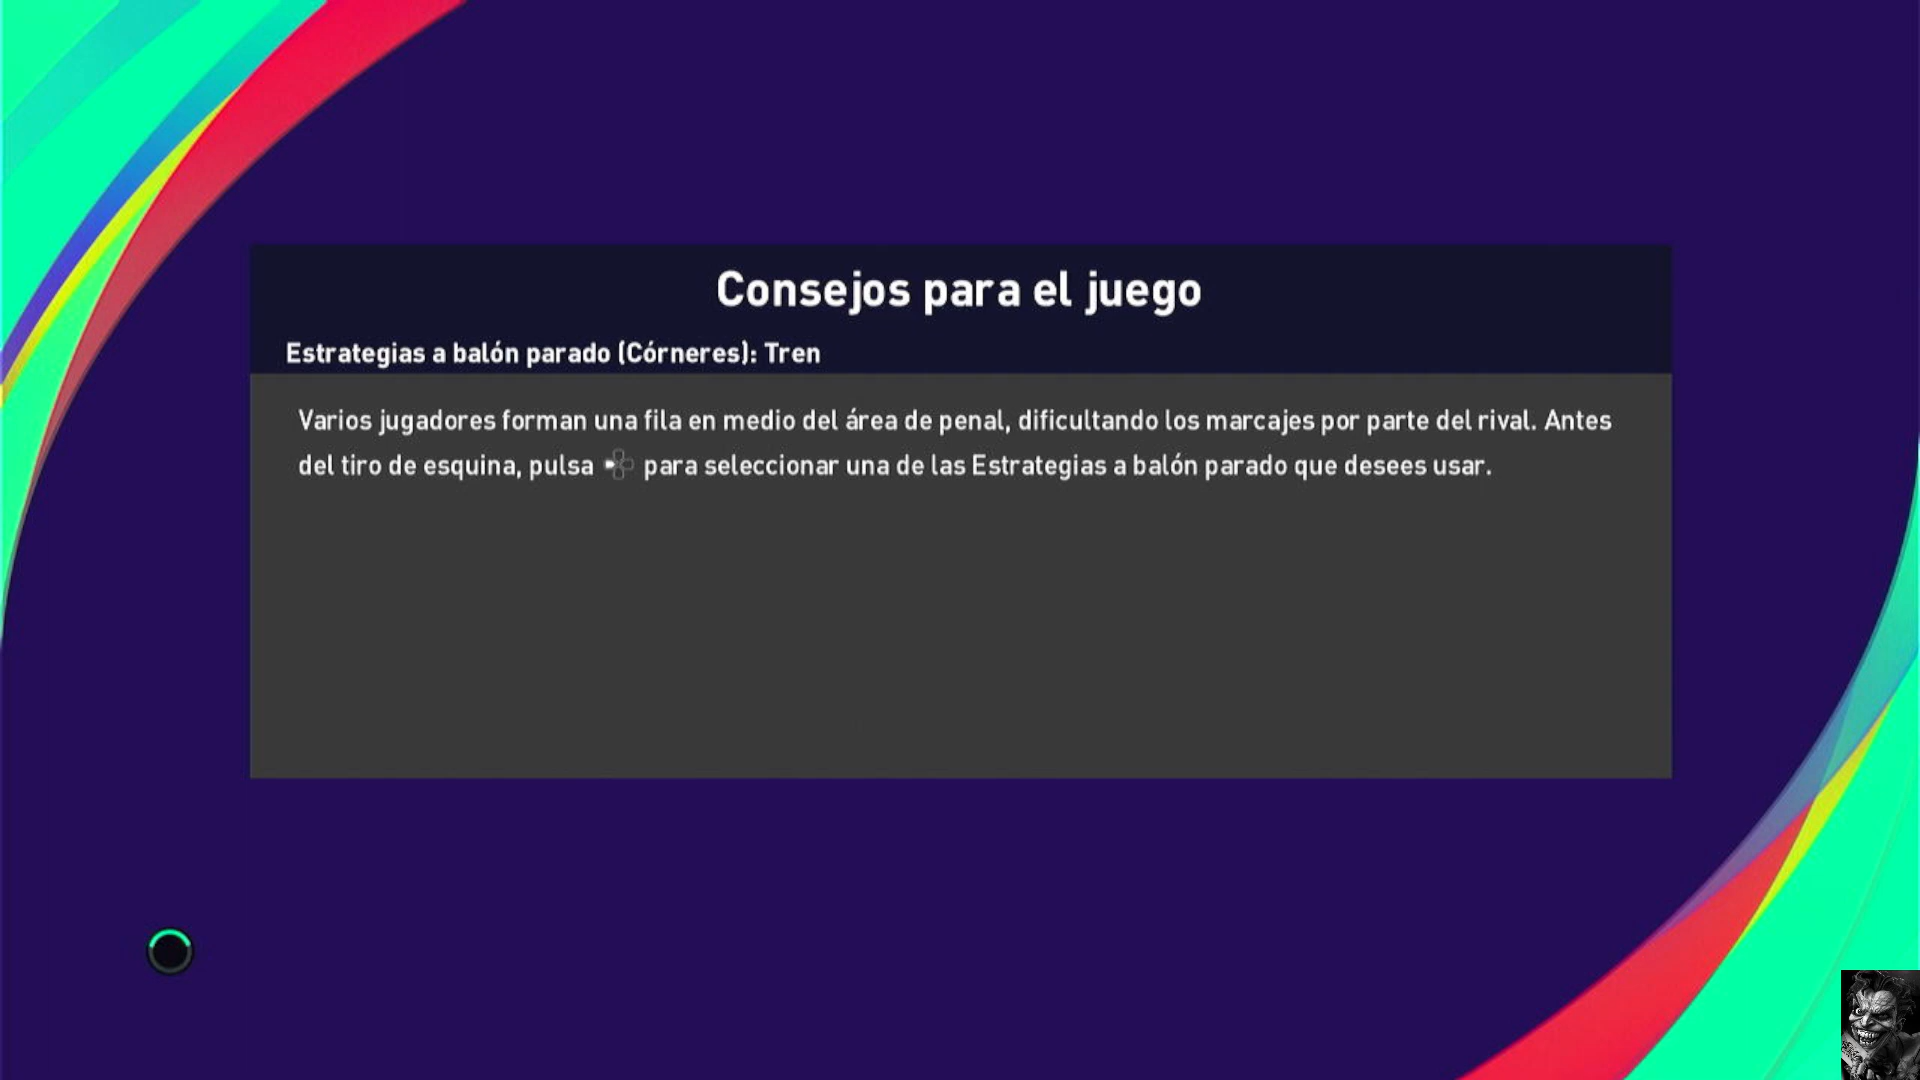 Consejos para el juego
Estrategias a balón parado (Córneres): Tren
Varios jugadores forman una fila en medio del área de penal, dificultando los marcajes por parte del rival. Antes
del tiro de esquina, pulsa para seleccionar una de las Estrategias a balón parado que desees usar.